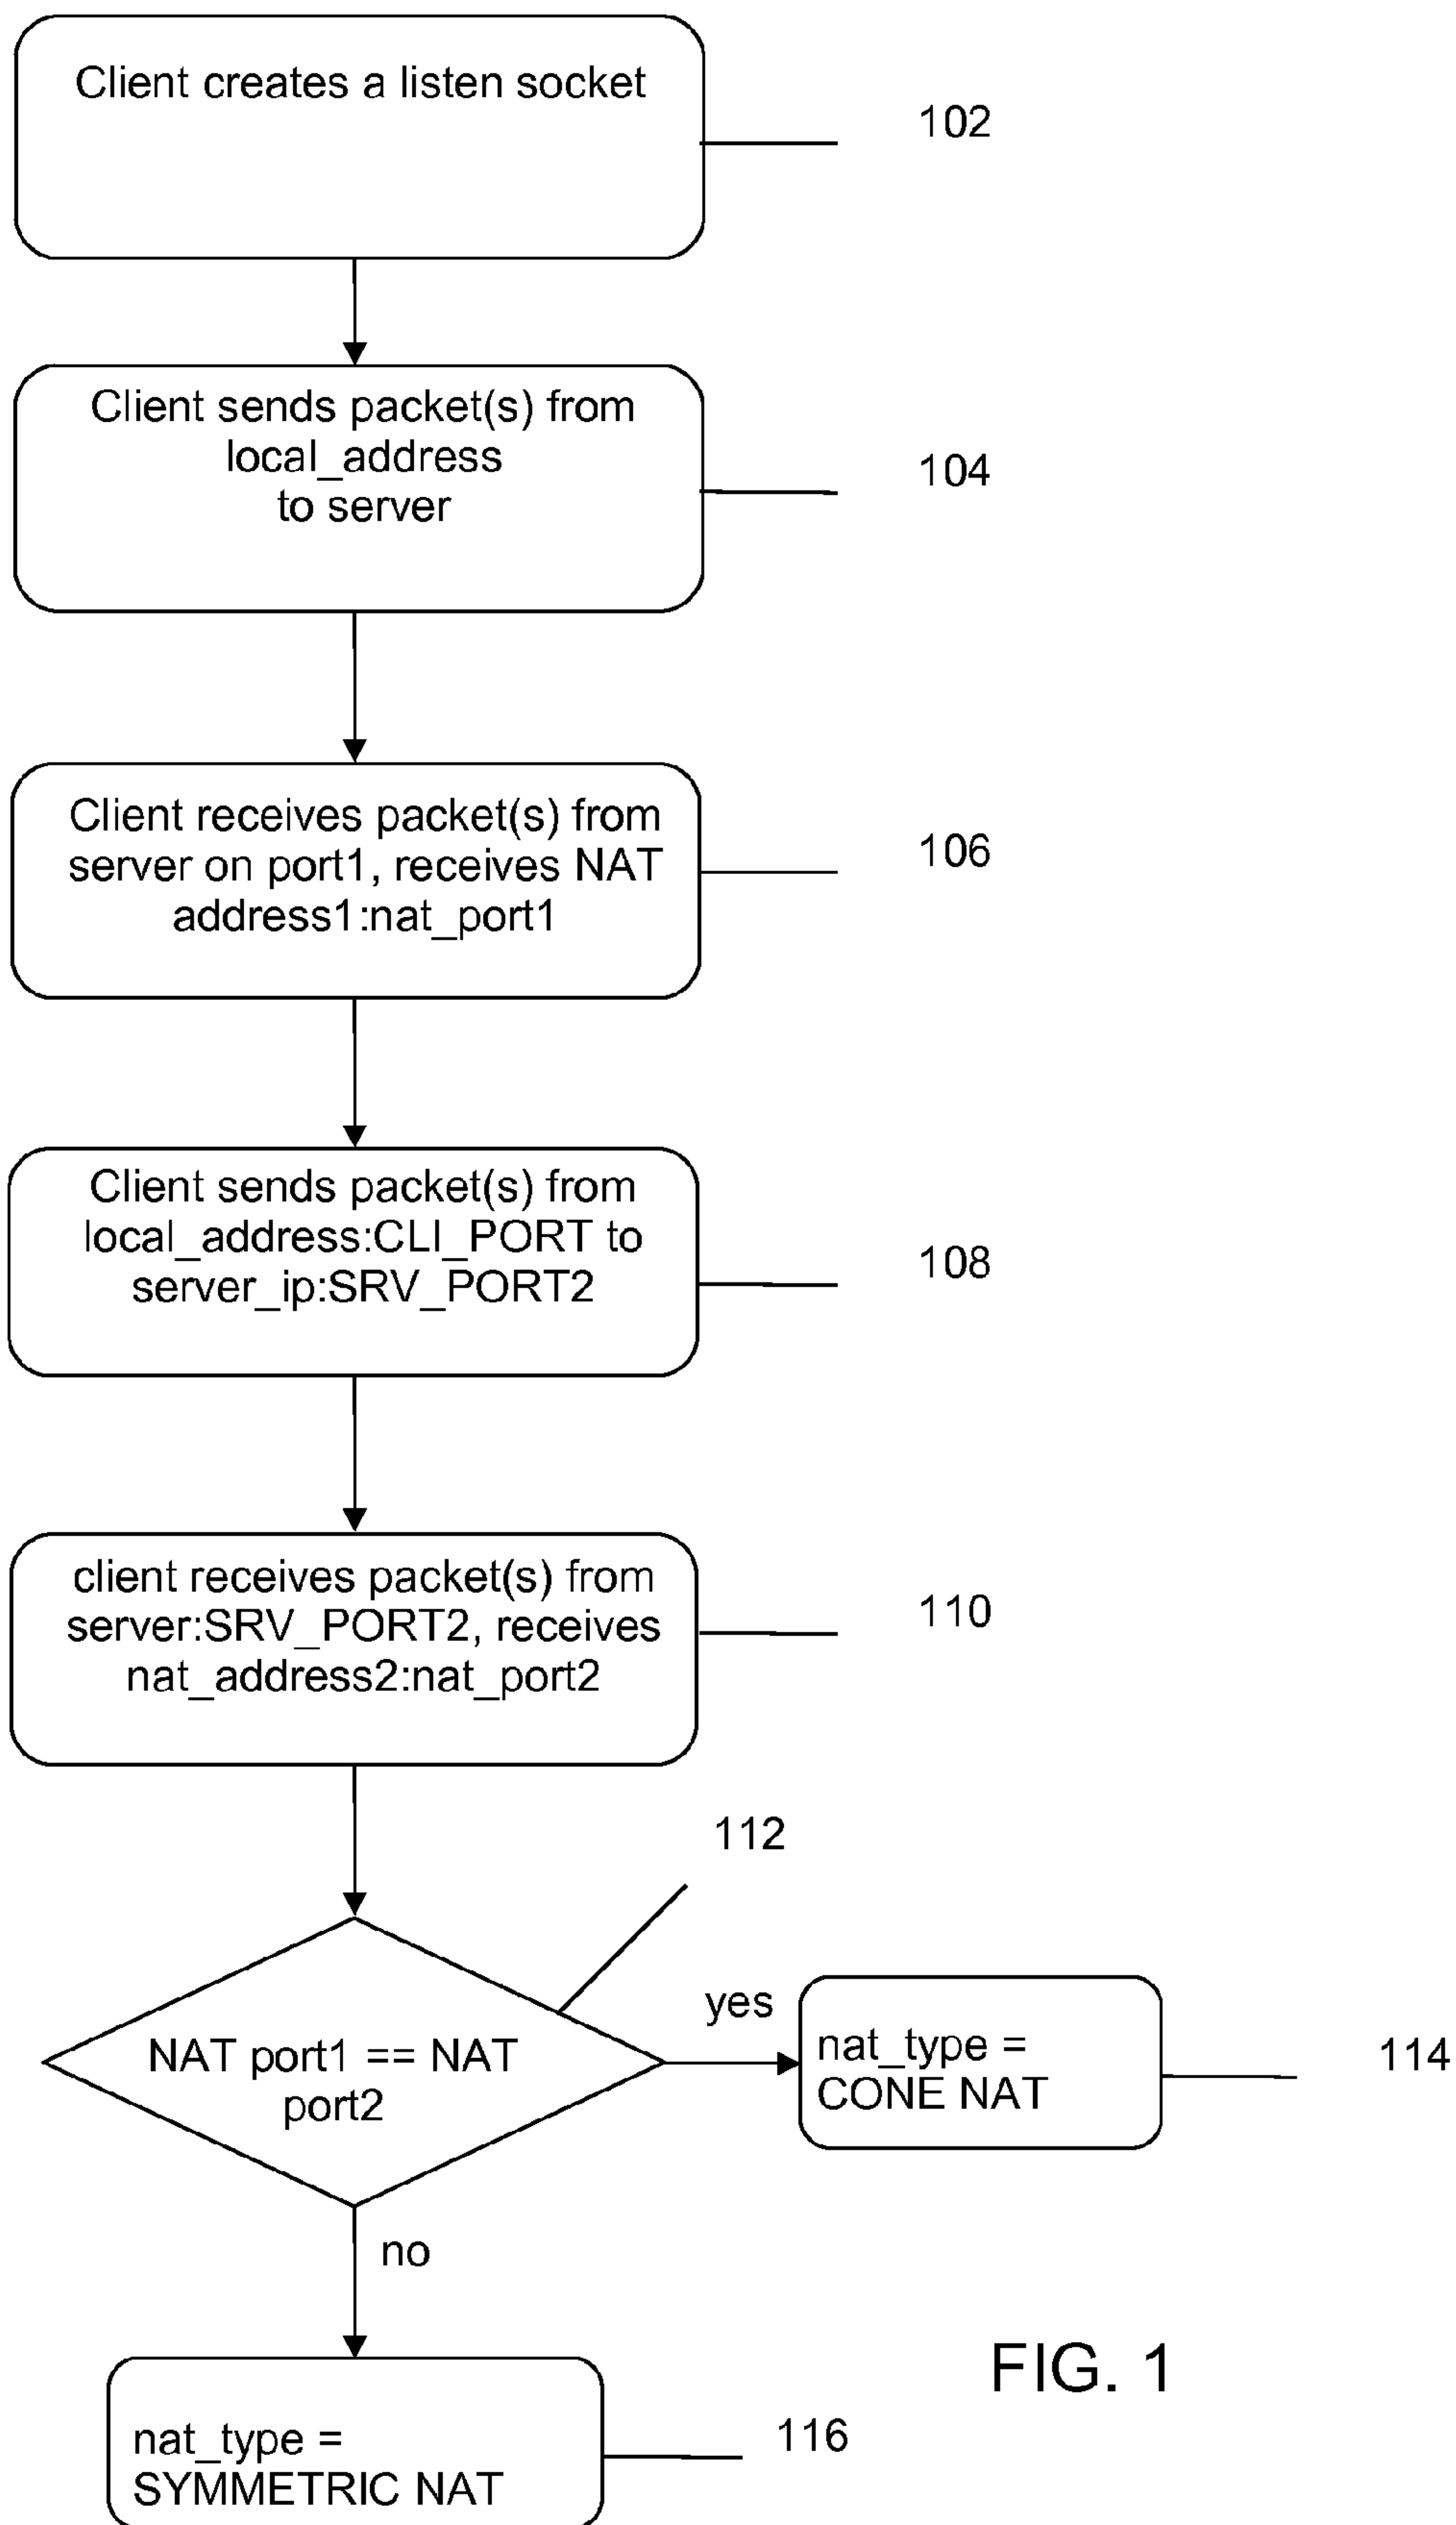 Client creates a listen socket
102
Client sends packet(s) from
local_address
to server
104
Client receives packet(s) from
server on port1, receives NAT
address1:nat_port1
106
Client sends packet(s) from
local_address:CLI_PORT to
server_ip:SRV_PORT2
108
client receives packet(s) from
server:SRV_PORT2, receives
nat_address2:nat_port2
110
112
NAT port1 == NAT
port2
yes
nat_type =
CONE NAT
114
no
nat_type =
SYMMETRIC NAT
116
FIG. 1